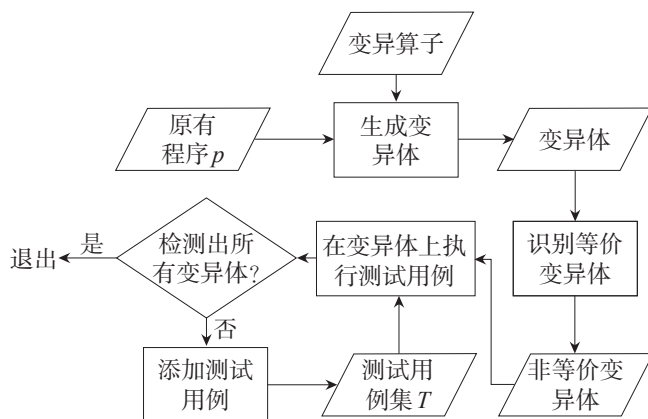 变异算子
原有
程序p
生成变
异体
变异体
识别等价
变异体
非等价变
异体
在变异体上执
行测试用例
检测出所
有变异体?
是
退出
否
添加测试
用例
测试用
例集T